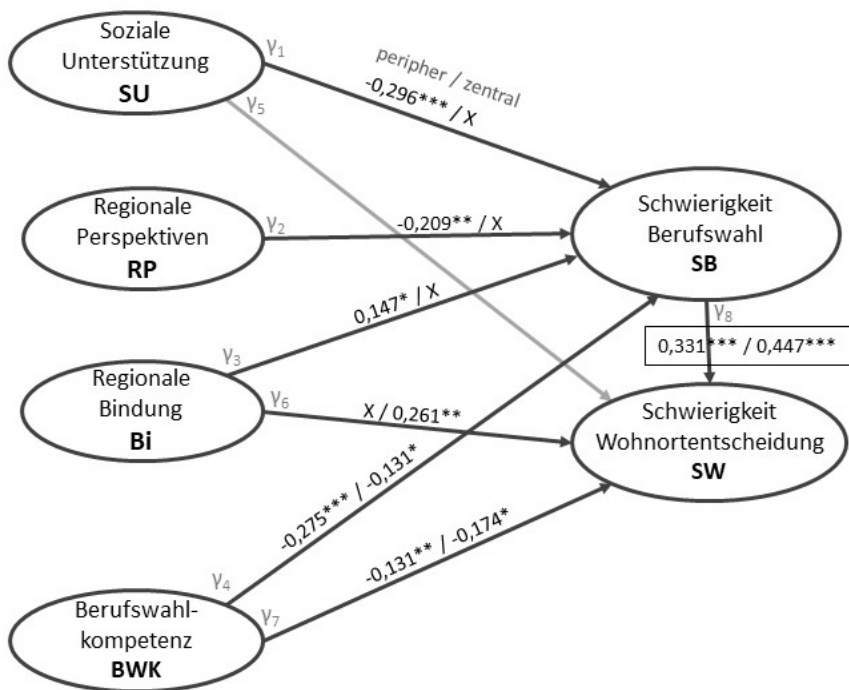 Soziale
Unterstützung
SU
γ1
γ5
peripher / zentral
-0,296*** / X
Regionale
Perspektiven
RP
γ2
-0,209** / X
Schwierigkeit
Berufswahl
SB
0,147* / X
γ3
γ8
0,331*** / 0,447***
Regionale
Bindung
Bi
γ6
X / 0,261**
Schwierigkeit
Wohnortentscheidung
SW
-0,275*** / -0,131*
-0,131** / -0,174*
γ4
γ7
Berufswahl-
kompetenz
BWK